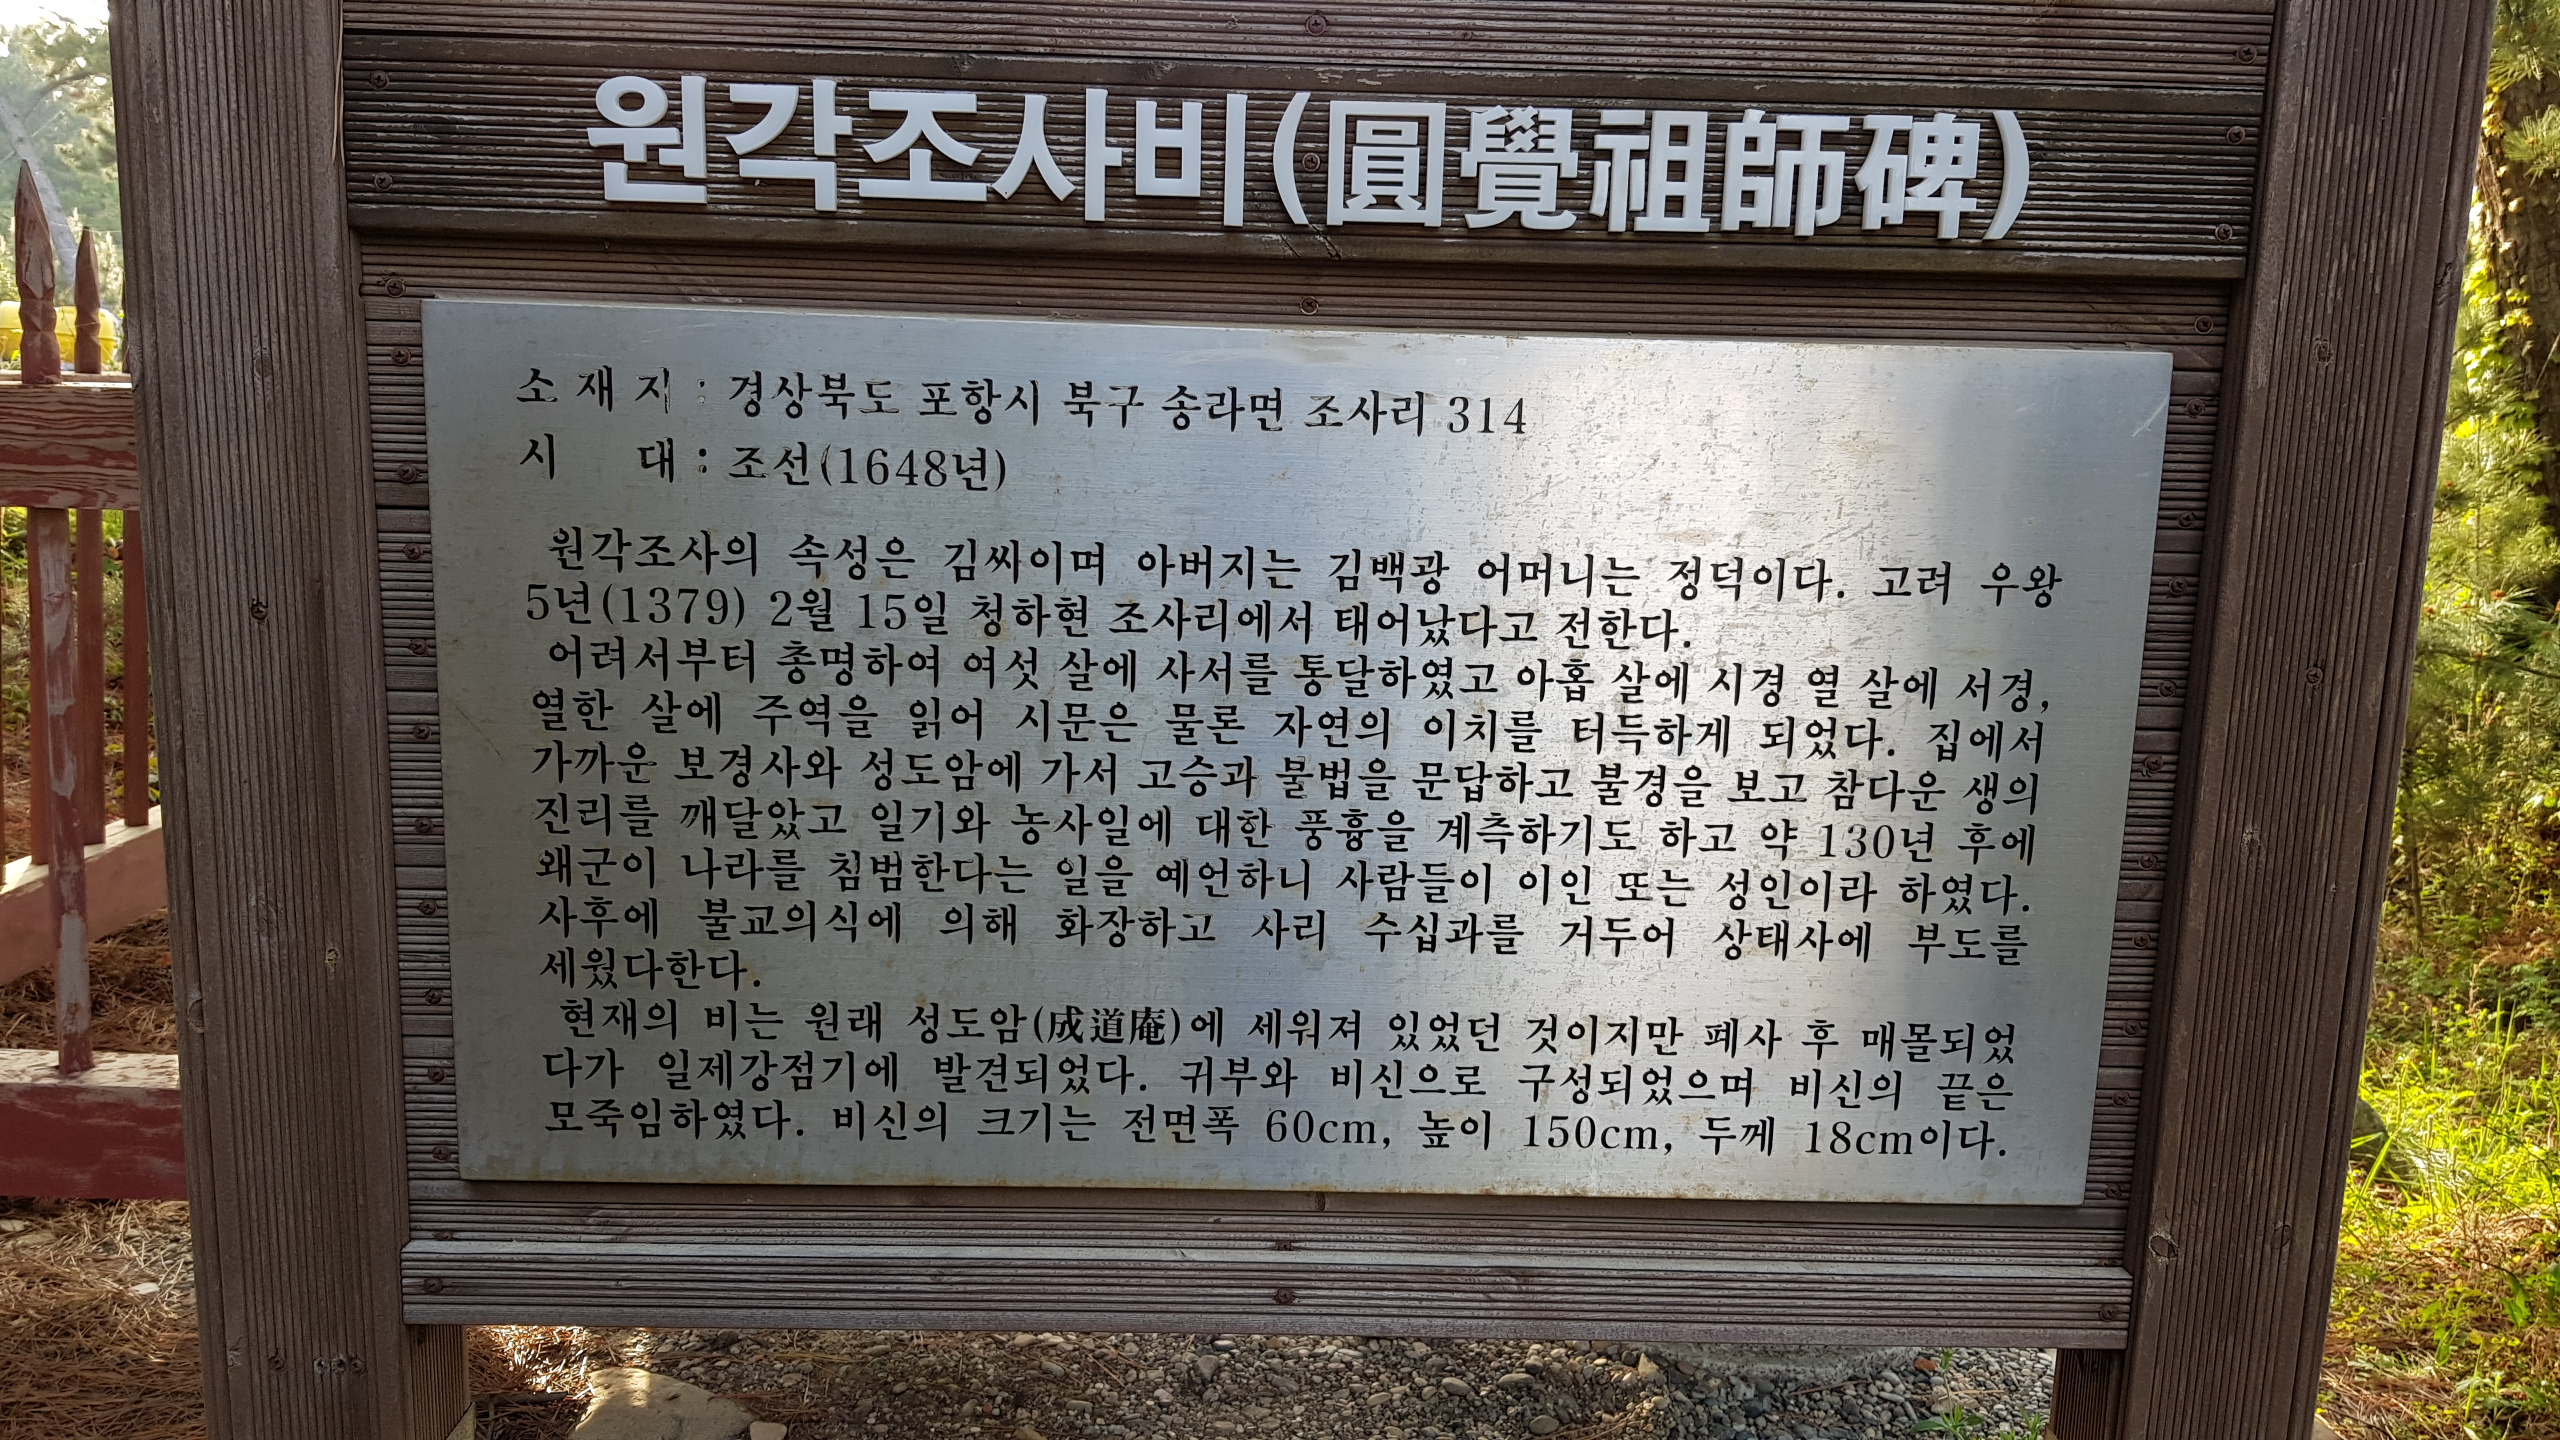 원각조사비(圓覺祖師碑)
소 재 지 : 경상북도 포항시 북구 송라면 조사리 314
시 대 : 조선(1648년)
원각조사의 속성은 김싸이며 아버지는 김백광 어머니는 정덕이다. 고려 우왕
5년(1379) 2월 15일 청하현 조사리에서 태어났다고 전한다.
어려서부터 총명하여 여섯 살에 사서를 통달하였고 아홉 살에 시경 열 살에 서경,
열한 살에 주역을 읽어 시문은 물론 자연의 이치를 터득하게 되었다. 집에서
가까운 보경사와 성도암에 가서 고승과 불법을 문답하고 불경을 보고 참다운 생의
진리를 깨달았고 일기와 농사일에 대한 풍흉을 계측하기도 하고 약 130년 후에
왜군이 나라를 침범한다는 일을 예언하니 사람들이 이인 또는 성인이라 하였다.
사후에 불교의식에 의해 화장하고 사리 수십과를 거두어 상태사에 부도를
세웠다한다.
현재의 비는 원래 성도암(成道庵)에 세워져 있었던 것이지만 폐사 후 매몰되었
다가 일제강점기에 발견되었다. 귀부와 비신으로 구성되었으며 비신의 끝은
모죽임하였다. 비신의 크기는 전면폭 60cm, 높이 150cm, 두께 18cm이다.